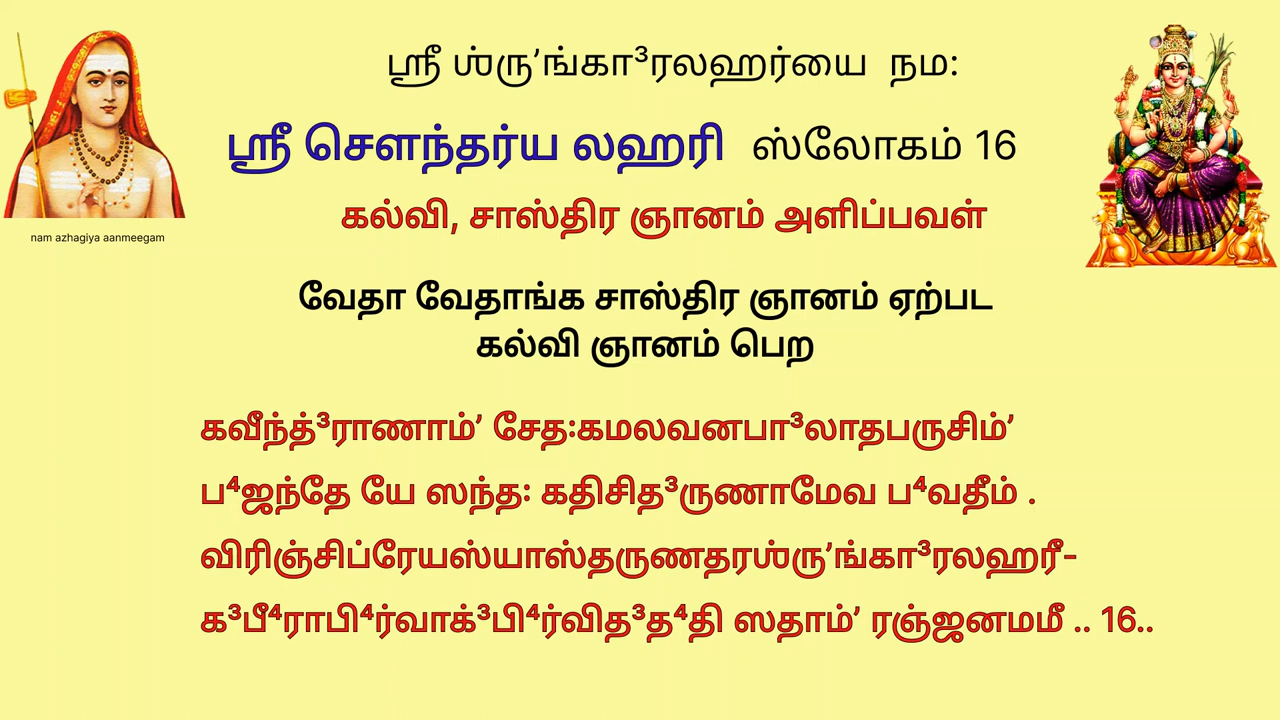 ஸ்ரீ ஶ்ரு’ங்கா³ரலஹர்யை நம:
ஸ்ரீ சௌந்தர்ய லஹரி ஸ்லோகம் 16
கல்வி, சாஸ்திர ஞானம் அளிப்பவள்
nam azhagiya aanmeegam
வேதா வேதாங்க சாஸ்திர ஞானம் ஏற்பட
கல்வி ஞானம் பெற
கவீந்த்³ராணாம்’ சேத:கமலவனபா³லாதபருசிம்’
ப⁴ஜந்தே யே ஸந்த: கதிசித³ருணாமேவ ப⁴வதீம் .
விரிஞ்சிப்ரேயஸ்யாஸ்தருணதரஶ்ரு’ங்கா³ரலஹரீ-
க³பீ⁴ராபி⁴ர்வாக்³பி⁴ர்வித³த⁴தி ஸதாம்’ ரஞ்ஜனமமீ .. 16..